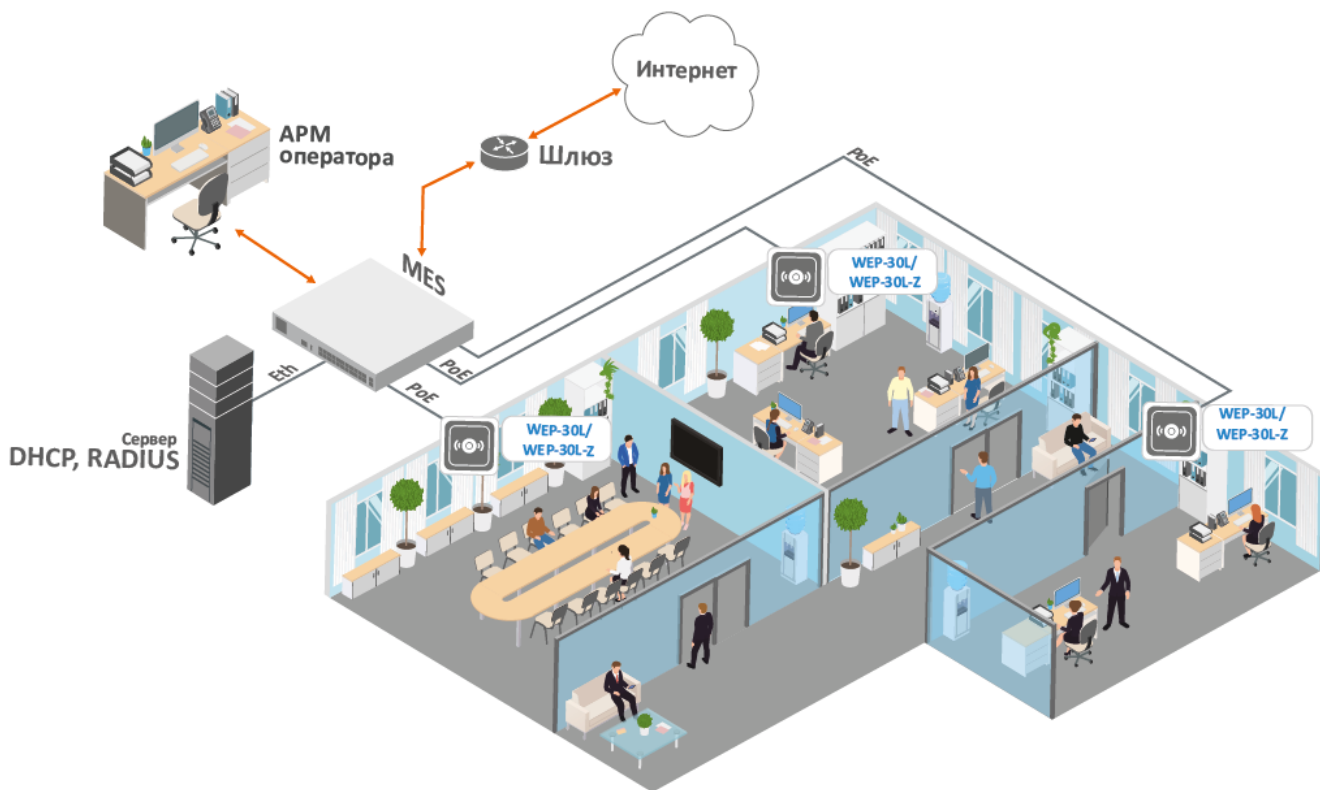 Интернет
АРМ
оператора
Шлюз
PoE
MES
WEP-30L/
WEP-30L-Z
Eth
PoE
PoE
WEP-30L/
WEP-30L-Z
WEP-30L/
WEP-30L-Z
Сервер
DHCP, RADIUS